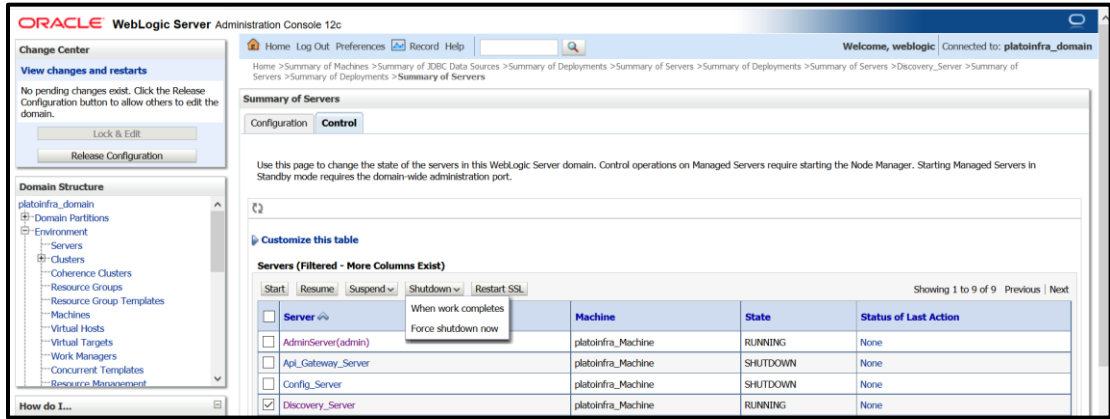 ORACLE WebLogic Server Administration Console 12c
Change Center
View changes and restarts
No pending changes exist. Click the Release
Configuration button to allow others to edit the
domain.
Lock & Edit
Release Configuration
Domain Structure
platoinfra_domain
Domain Partitions
Environment
Servers
Clusters
Coherence Clusters
Resource Groups
Resource Group Templates
Machines
Virtual Hosts
Virtual Targets
Work Managers
Concurrent Templates
Resource Management
How do I...
Home Log Out Preferences Record Help
Welcome, weblogic Connected to: platoinfra_domain
Home >Summary of Machines >Summary of JDBC Data Sources >Summary of Deployments >Summary of Servers >Summary of Deployments >Summary of Servers >Discovery_Server >Summary of
Servers >Summary of Deployments >Summary of Servers
Summary of Servers
Configuration Control
Use this page to change the state of the servers in this WebLogic Server domain. Control operations on Managed Servers require starting the Node Manager. Starting Managed Servers in
Standby mode requires the domain-wide administration port.
Customize this table
Servers (Filtered - More Columns Exist)
Start Resume Suspend Shutdown Restart SSL
Showing 1 to 9 of 9 Previous | Next
When work completes
Force shutdown now
Server Machine State Status of Last Action
AdminServer(admin) platoinfra_Machine RUNNING None
Api_Gateway_Server platoinfra_Machine SHUTDOWN None
Config_Server platoinfra_Machine SHUTDOWN None
Discovery_Server platoinfra_Machine RUNNING None